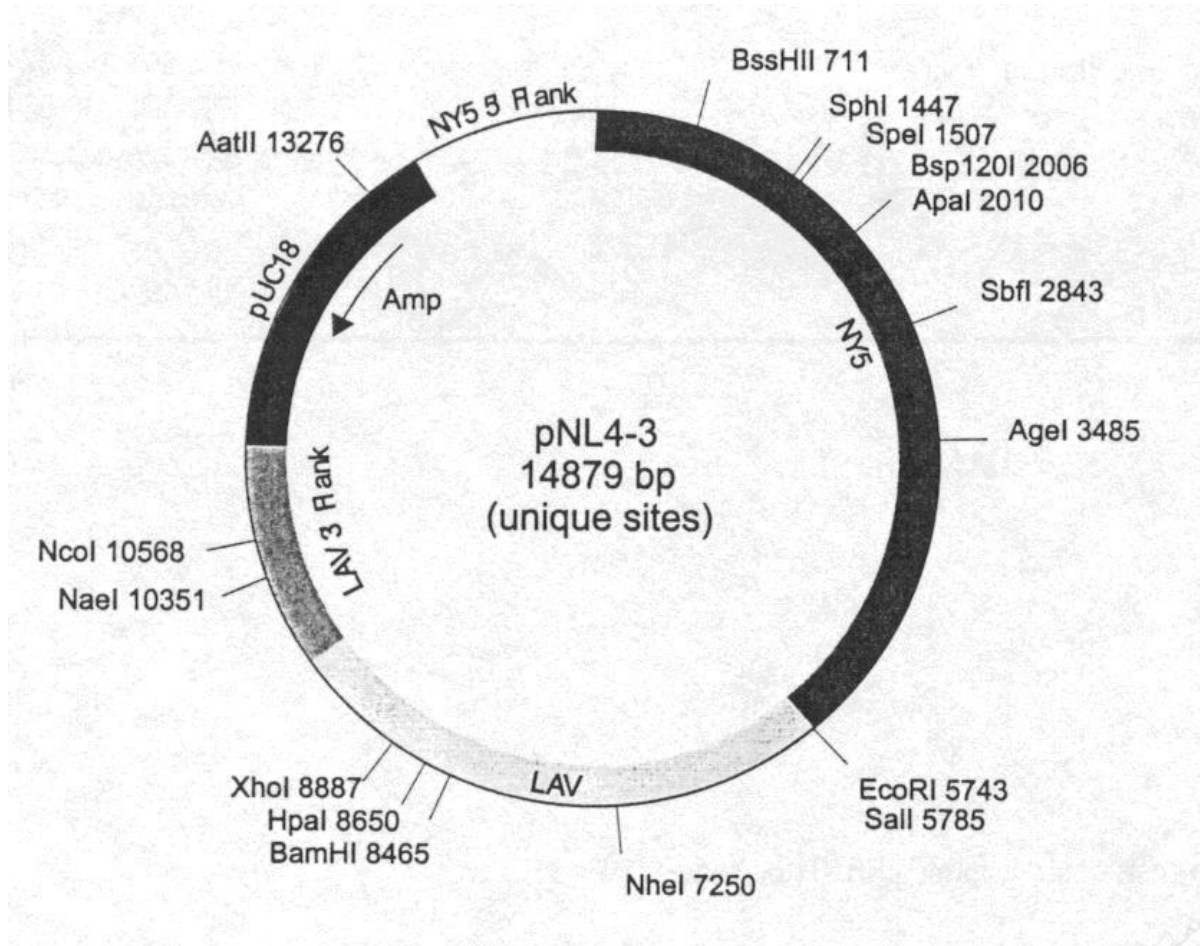 BssHII 711
SphI 1447
SpeI 1507
Bsp120I 2006
ApaI 2010
SbfI 2843
NY5
AgeI 3485
EcoRI 5743
SalI 5785
NheI 7250
LAV
BamHI 8465
HpaI 8650
XhoI 8887
NaeI 10351
NcoI 10568
LAV 3 Flank
pUC18
Amp
AatII 13276
NY5 5 Flank
pNL4-3
14879 bp
(unique sites)